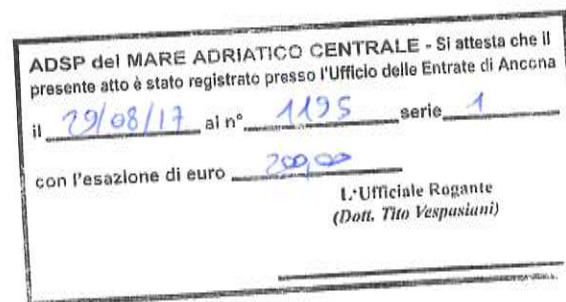 ADSP del MARE ADRIATICO CENTRALE - Si attesta che il
presente atto è stato registrato presso l'Ufficio delle Entrate di Ancona
il 29/08/17 al n° 1195 serie 1
con l'esazione di euro 200,00
L'Ufficiale Rogante
(Dott. Tito Vespasiani)